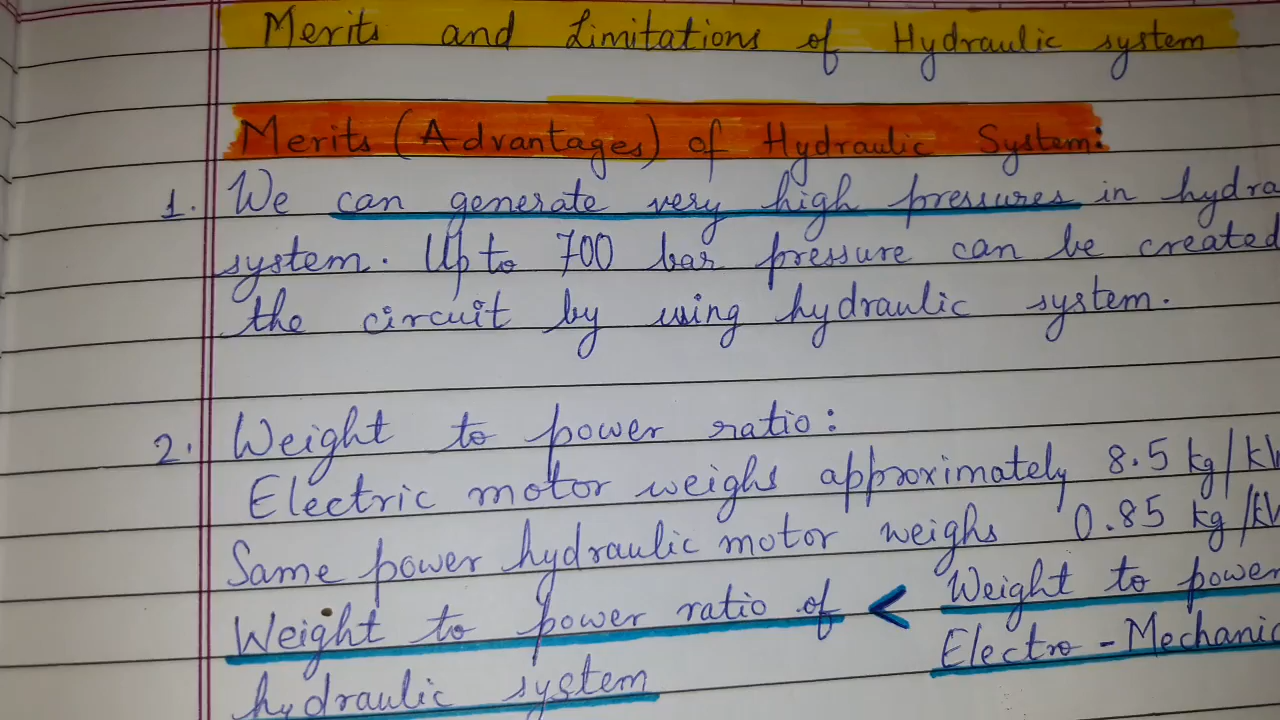 Merits and Limitations of Hydraulic system
Merits (Advantages) of Hydraulic System:
1. We can generate very high pressures in hydra
system. Up to 700 bar pressure can be created
the circuit by using hydraulic system.
2. Weight to power ratio:
Electric motor weighs approximately 8.5 kg/kW
Same power hydraulic motor weighs 0.85 kg/kW
Weight to power ratio of < Weight to power
hydraulic system Electro-Mechanic